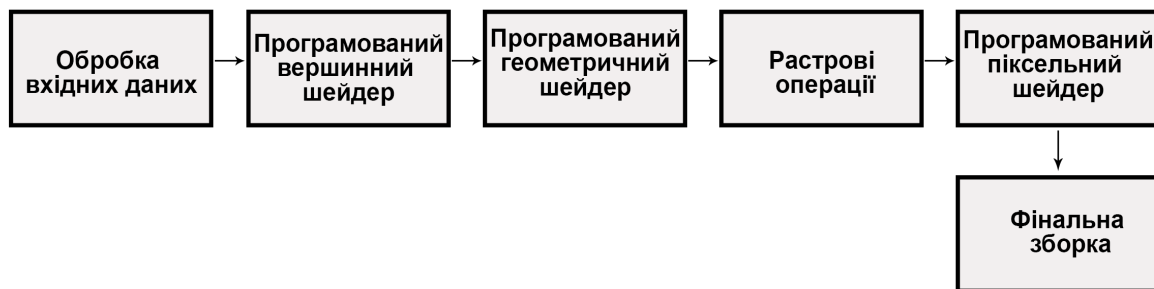 Обробка
вхідних даних
Програмований
вершинний
шейдер
Програмований
геометричний
шейдер
Растрові
операції
Програмований
піксельний
шейдер
Фінальна
зборка